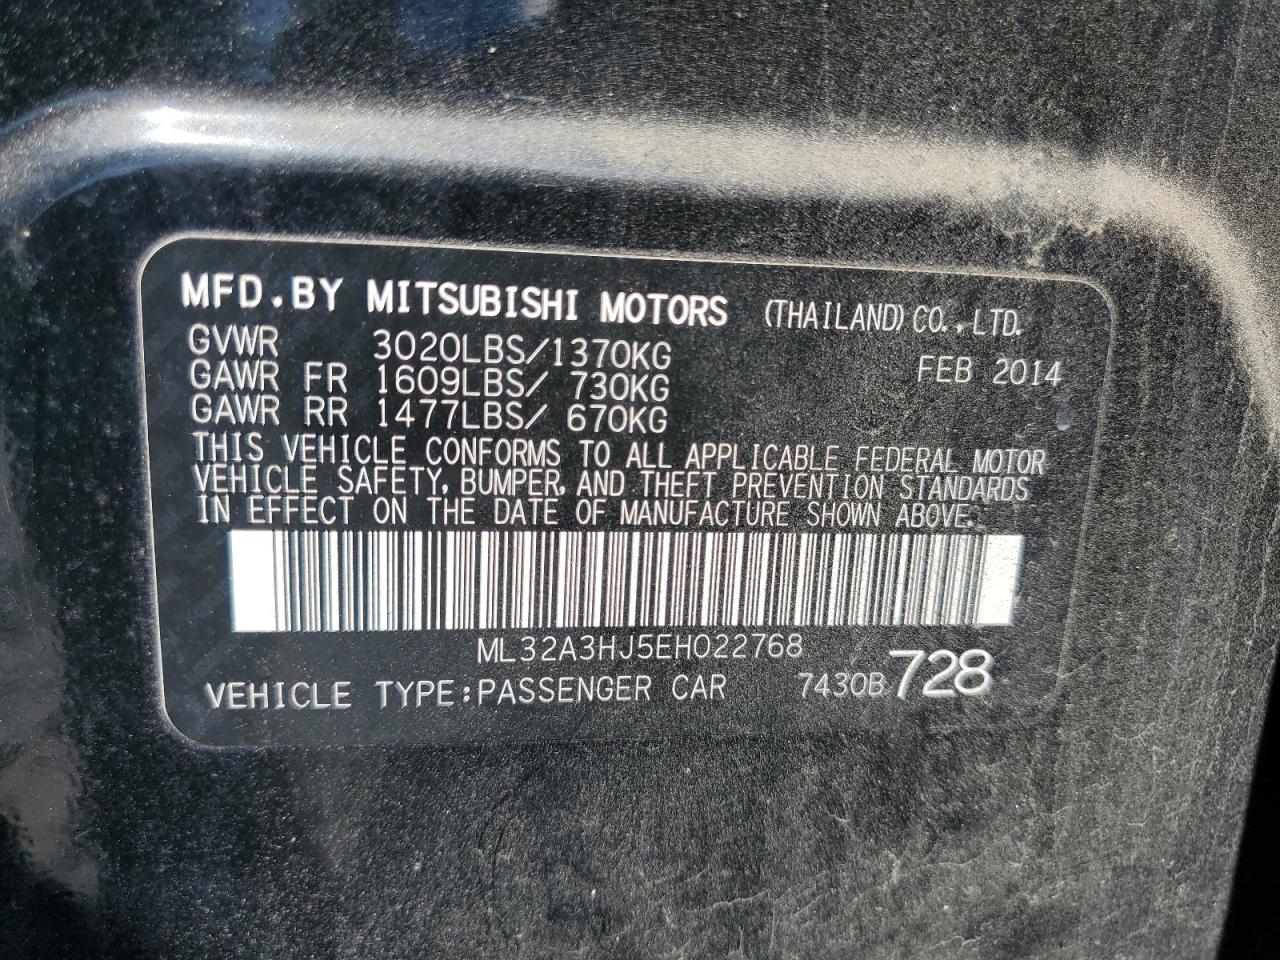 MFD.BY MITSUBISHI MOTORS (THAILAND)CO.,LTD.
GVWR 3020LBS/1370KG FEB 2014
GAWR FR 1609LBS/ 730KG
GAWR RR 1477LBS/ 670KG
THIS VEHICLE CONFORMS TO ALL APPLICABLE FEDERAL MOTOR
VEHICLE SAFETY, BUMPER, AND THEFT PREVENTION STANDARDS
IN EFFECT ON THE DATE OF MANUFACTURE SHOWN ABOVE.
ML32A3HJ5EH022768
VEHICLE TYPE:PASSENGER CAR 7430B 728